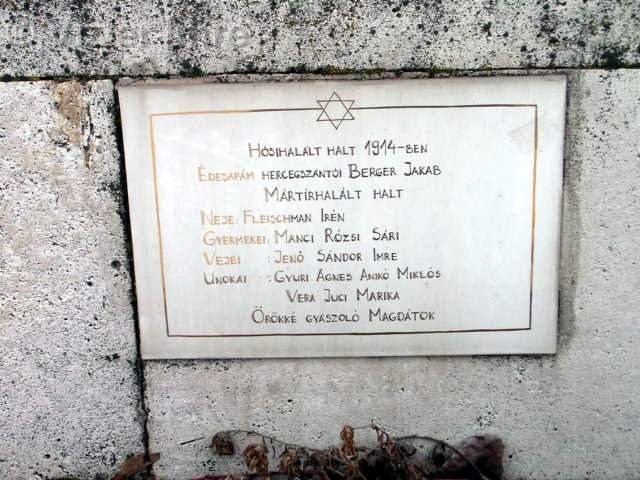 Hősihalált halt 1914-ben
Édesapám hercegszántói Berger Jakab
Mártírhalált halt
Neje: Fleischman Irén
Gyermekei: Manci Rózsi Sári
Vejei : Jenő Sándor Imre
Unokái : Gyuri Ágnes Anikó Miklós
Vera Juci Marika
Örökké gyászoló Magdátok